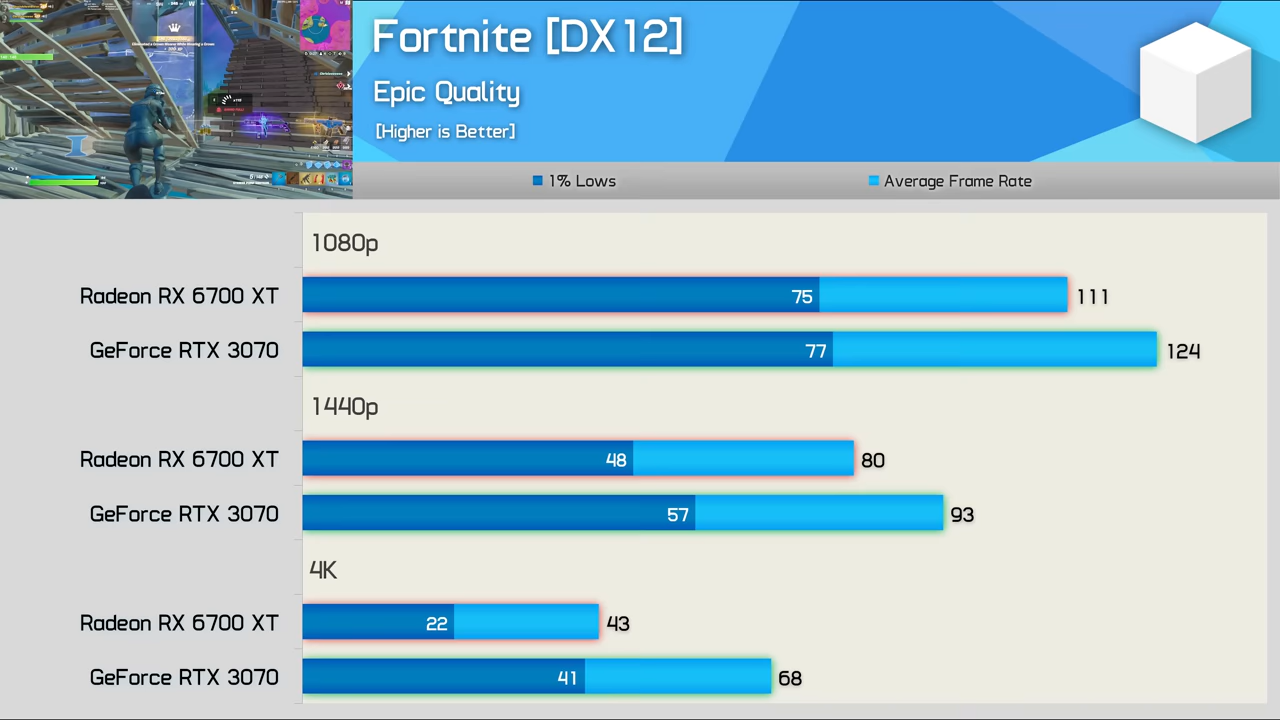 Fortnite [DX12]
Epic Quality
[Higher is Better]
1% Lows
Average Frame Rate
1080p
Radeon RX 6700 XT
75
111
GeForce RTX 3070
77
124
1440p
Radeon RX 6700 XT
48
80
GeForce RTX 3070
57
93
4K
Radeon RX 6700 XT
22
43
GeForce RTX 3070
41
68